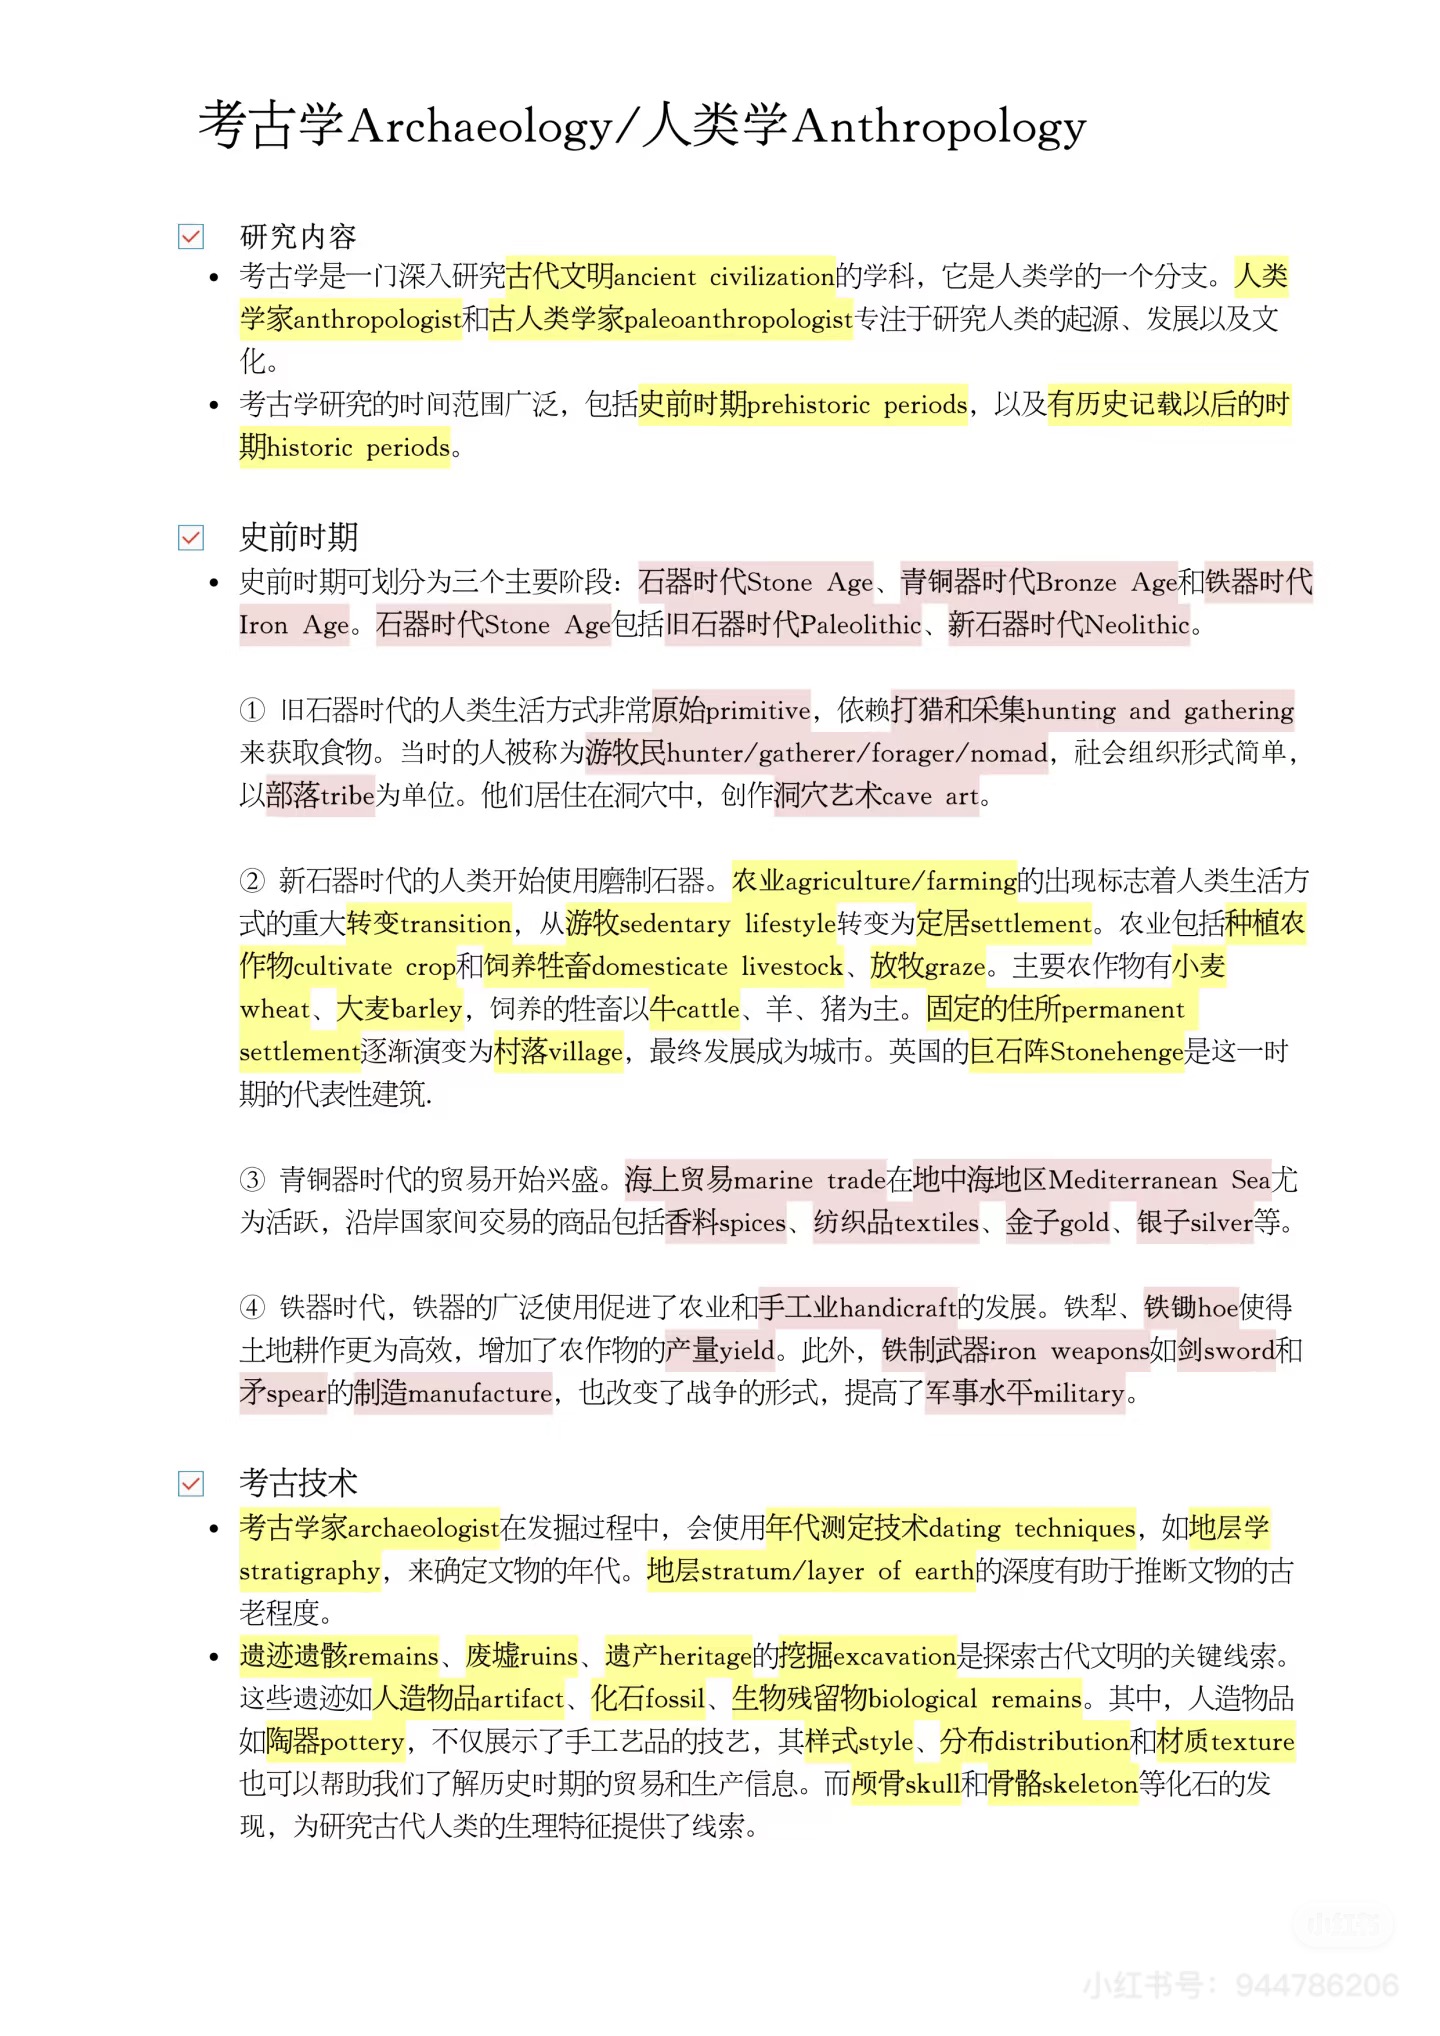 考古学Archaeology/人类学Anthropology
研究内容
• 考古学是一门深入研究古代文明ancient civilization的学科，它是人类学的一个分支。人类
学家anthropologist和古人类学家paleoanthropologist专注于研究人类的起源、发展以及文
化。
• 考古学研究的时间范围广泛，包括史前时期prehistoric periods，以及有历史记载以后的时
期historic periods。
史前时期
• 史前时期可划分为三个主要阶段：石器时代Stone Age、青铜器时代Bronze Age和铁器时代
Iron Age。石器时代Stone Age包括旧石器时代Paleolithic、新石器时代Neolithic。
① 旧石器时代的人类生活方式非常原始primitive，依赖打猎和采集hunting and gathering
来获取食物。当时的人被称为游牧民hunter/gatherer/forager/nomad，社会组织形式简单，
以部落tribe为单位。他们居住在洞穴中，创作洞穴艺术cave art。
② 新石器时代的人类开始使用磨制石器。农业agriculture/farming的出现标志着人类生活方
式的重大转变transition，从游牧sedentary lifestyle转变为定居settlement。农业包括种植农
作物cultivate crop和饲养牲畜domesticate livestock、放牧graze。主要农作物有小麦
wheat、大麦barley，饲养的牲畜以牛cattle、羊、猪为主。固定的住所permanent
settlement逐渐演变为村落village，最终发展成为城市。英国的巨石阵Stonehenge是这一时
期的代表性建筑.
③ 青铜器时代的贸易开始兴盛。海上贸易marine trade在地中海地区Mediterranean Sea尤
为活跃，沿岸国家间交易的商品包括香料spices、纺织品textiles、金子gold、银子silver等。
④ 铁器时代，铁器的广泛使用促进了农业和手工业handicraft的发展。铁犁、铁锄hoe使得
土地耕作更为高效，增加了农作物的产量yield。此外，铁制武器iron weapons如剑sword和
矛spear的制造manufacture，也改变了战争的形式，提高了军事水平military。
考古技术
• 考古学家archaeologist在发掘过程中，会使用年代测定技术dating techniques，如地层学
stratigraphy，来确定文物的年代。地层stratum/layer of earth的深度有助于推断文物的古
老程度。
• 遗迹遗骸remains、废墟ruins、遗产heritage的挖掘excavation是探索古代文明的关键线索。
这些遗迹如人造物品artifact、化石fossil、生物残留物biological remains。其中，人造物品
如陶器pottery，不仅展示了手工艺品的技艺，其样式style、分布distribution和材质texture
也可以帮助我们了解历史时期的贸易和生产信息。而颅骨skull和骨骼skeleton等化石的发
现，为研究古代人类的生理特征提供了线索。
小红书
小红书号：944786206